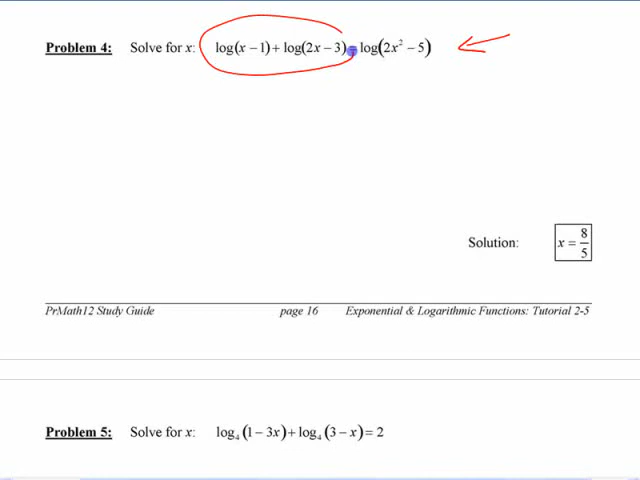 Problem 4: Solve for x: log(x − 1) + log(2x − 3) = log(2x² − 5)
Solution: x = 8/5
PrMath12 Study Guide page 16 Exponential & Logarithmic Functions: Tutorial 2-5
Problem 5: Solve for x: log₄(1 − 3x) + log₄(3 − x) = 2